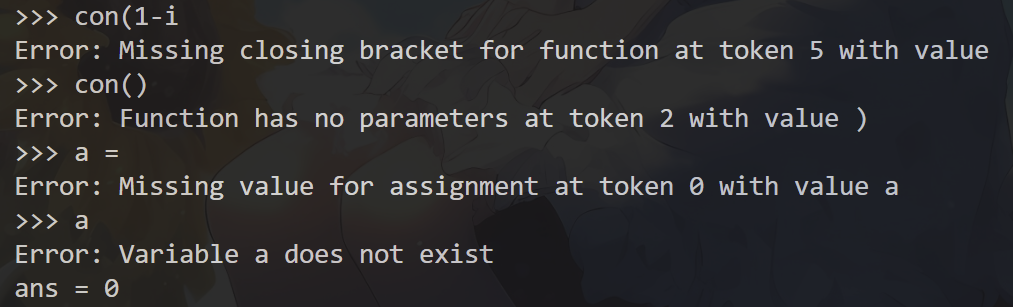 >>> con(1-i
Error: Missing closing bracket for function at token 5 with value
>>> con()
Error: Function has no parameters at token 2 with value )
>>> a =
Error: Missing value for assignment at token 0 with value a
>>> a
Error: Variable a does not exist
ans = 0